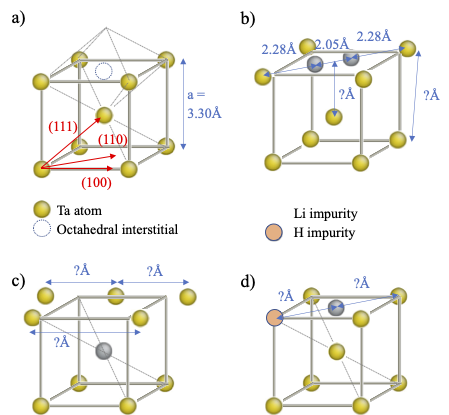 a)
a =
3.30Å
(111)
(110)
(100)
b)
2.28Å
2.05Å
2.28Å
?Å
?Å
Ta atom
Octahedral interstitial
Li impurity
H impurity
c)
?Å
?Å
?Å
d)
?Å
?Å